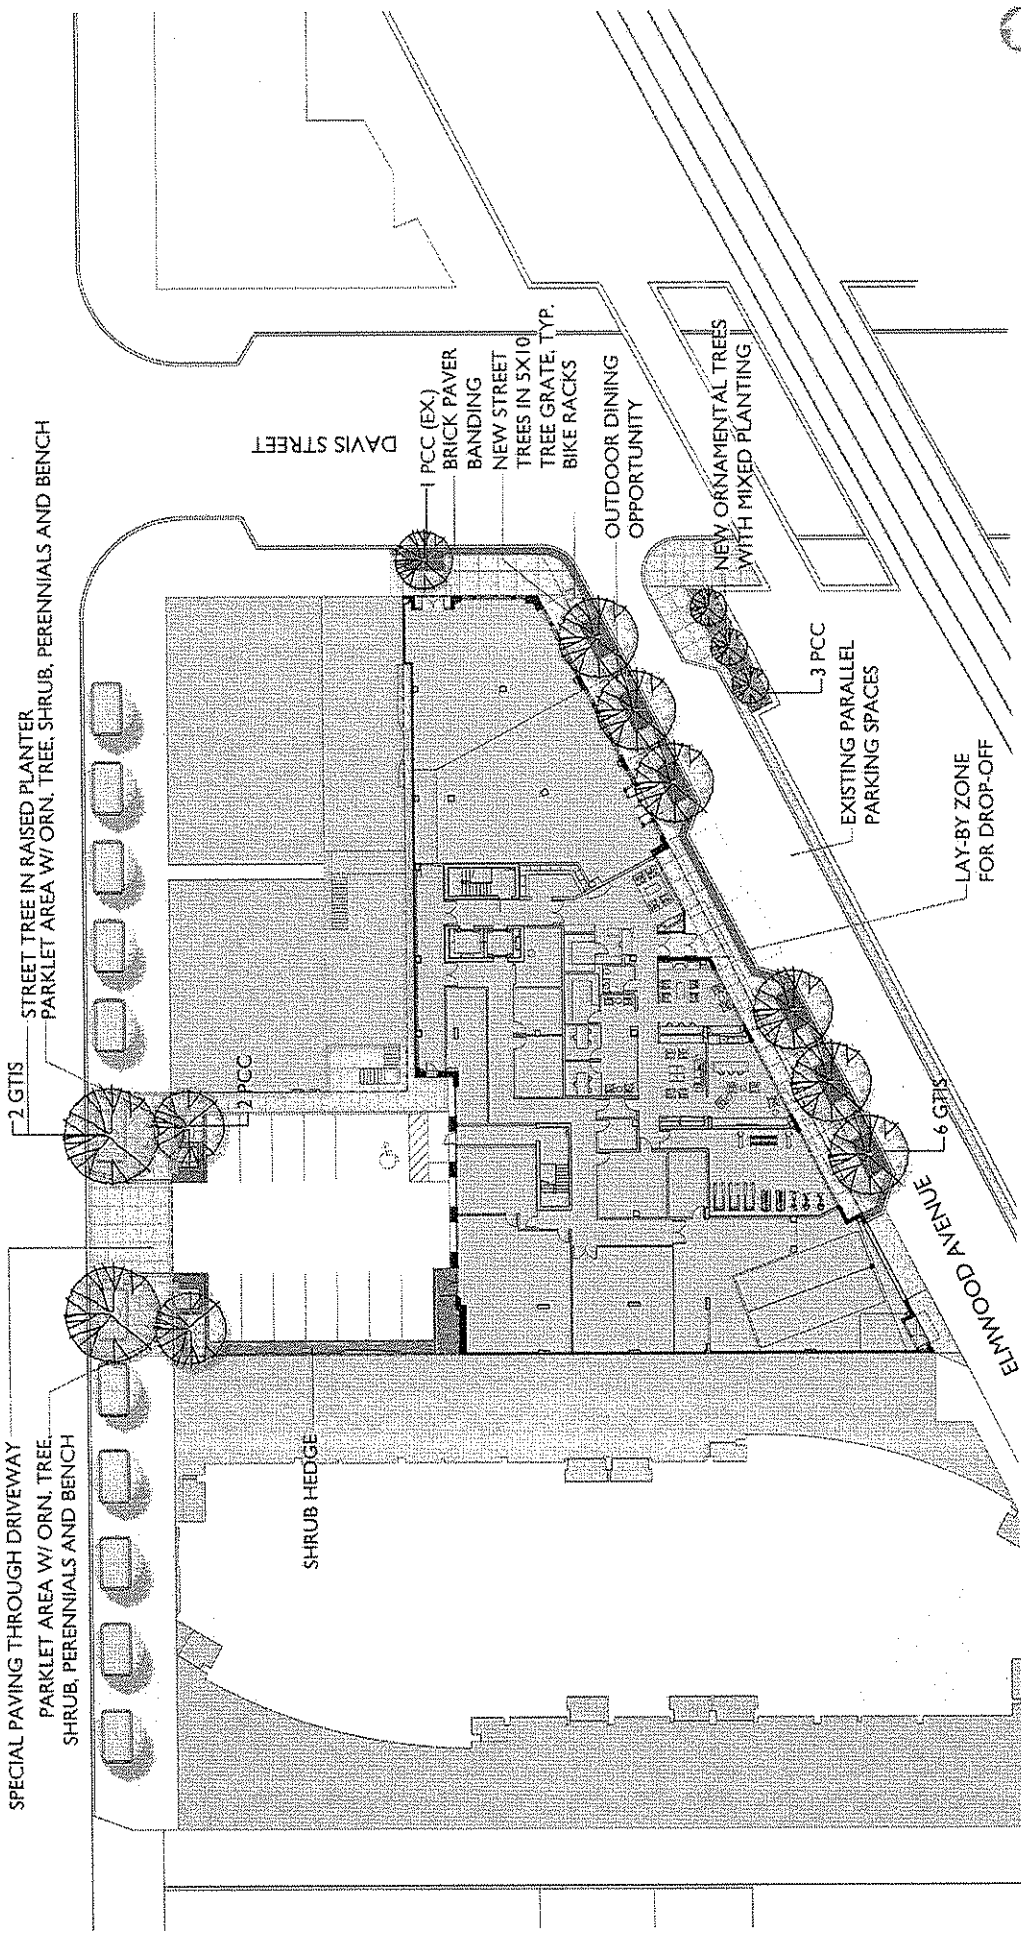 SPECIAL PAVING THROUGH DRIVEWAY
PARKLET AREA W/ ORN. TREE,
SHRUB, PERENNIALS AND BENCH
2 GTIS
STREET TREE IN RAISED PLANTER
PARKLET AREA W/ ORN. TREE, SHRUB, PERENNIALS AND BENCH
2 PCC
SHRUB HEDGE
DAVIS STREET
1 PCC (EX.)
BRICK PAVER
BANDING
NEW STREET
TREES IN 5X10
TREE GRATE, TYP.
BIKE RACKS
OUTDOOR DINING
OPPORTUNITY
NEW ORNAMENTAL TREES
WITH MIXED PLANTING
3 PCC
EXISTING PARALLEL
PARKING SPACES
LAY-BY ZONE
FOR DROP-OFF
6 GTIS
ELMWOOD AVENUE